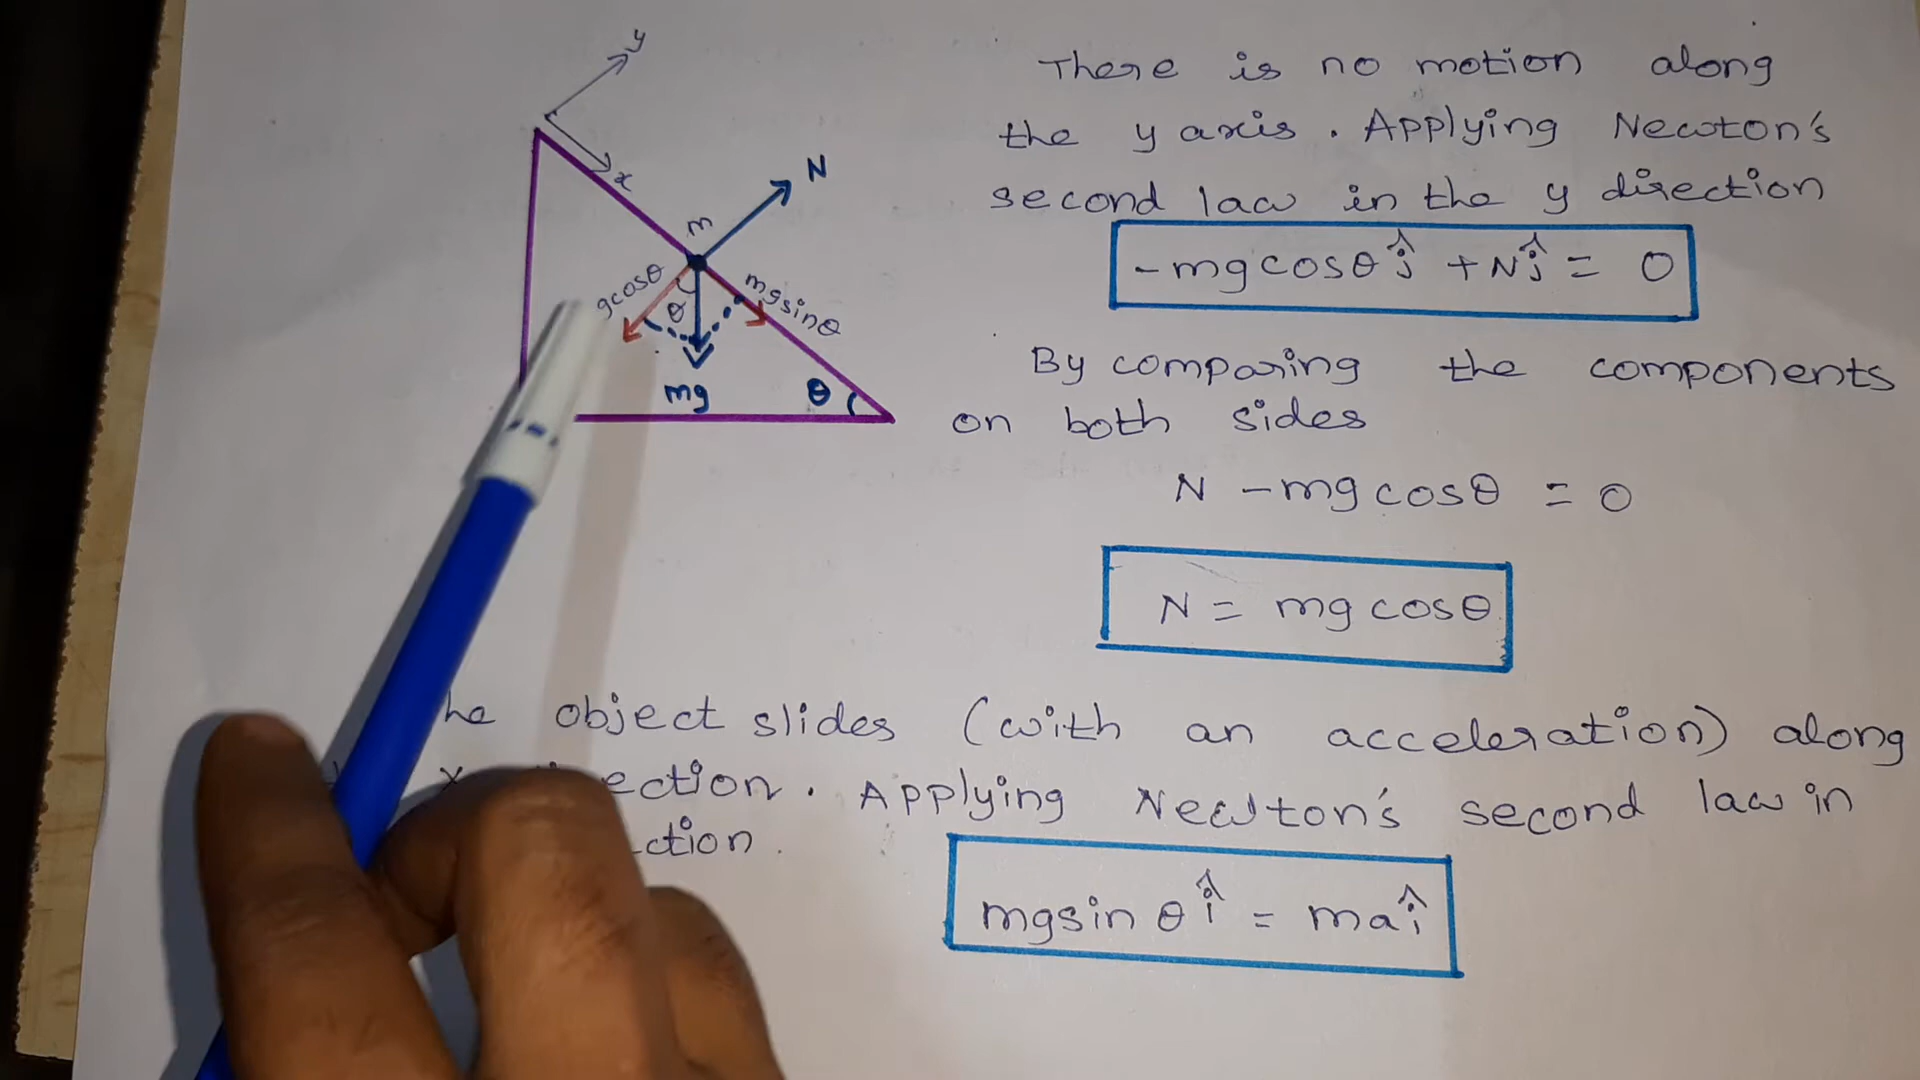 y
x
N
m
gcosθ
θ
mgsinθ
mg
θ
There is no motion along
the y axis. Applying Newton's
second law in the y direction
-mgcosθ ĵ + N ĵ = 0
By comparing the components
on both sides
N - mg cosθ = 0
N = mg cosθ
he object slides (with an acceleration) along
x ection. Applying Newton's second law in
ction.
mgsin θ î = ma î